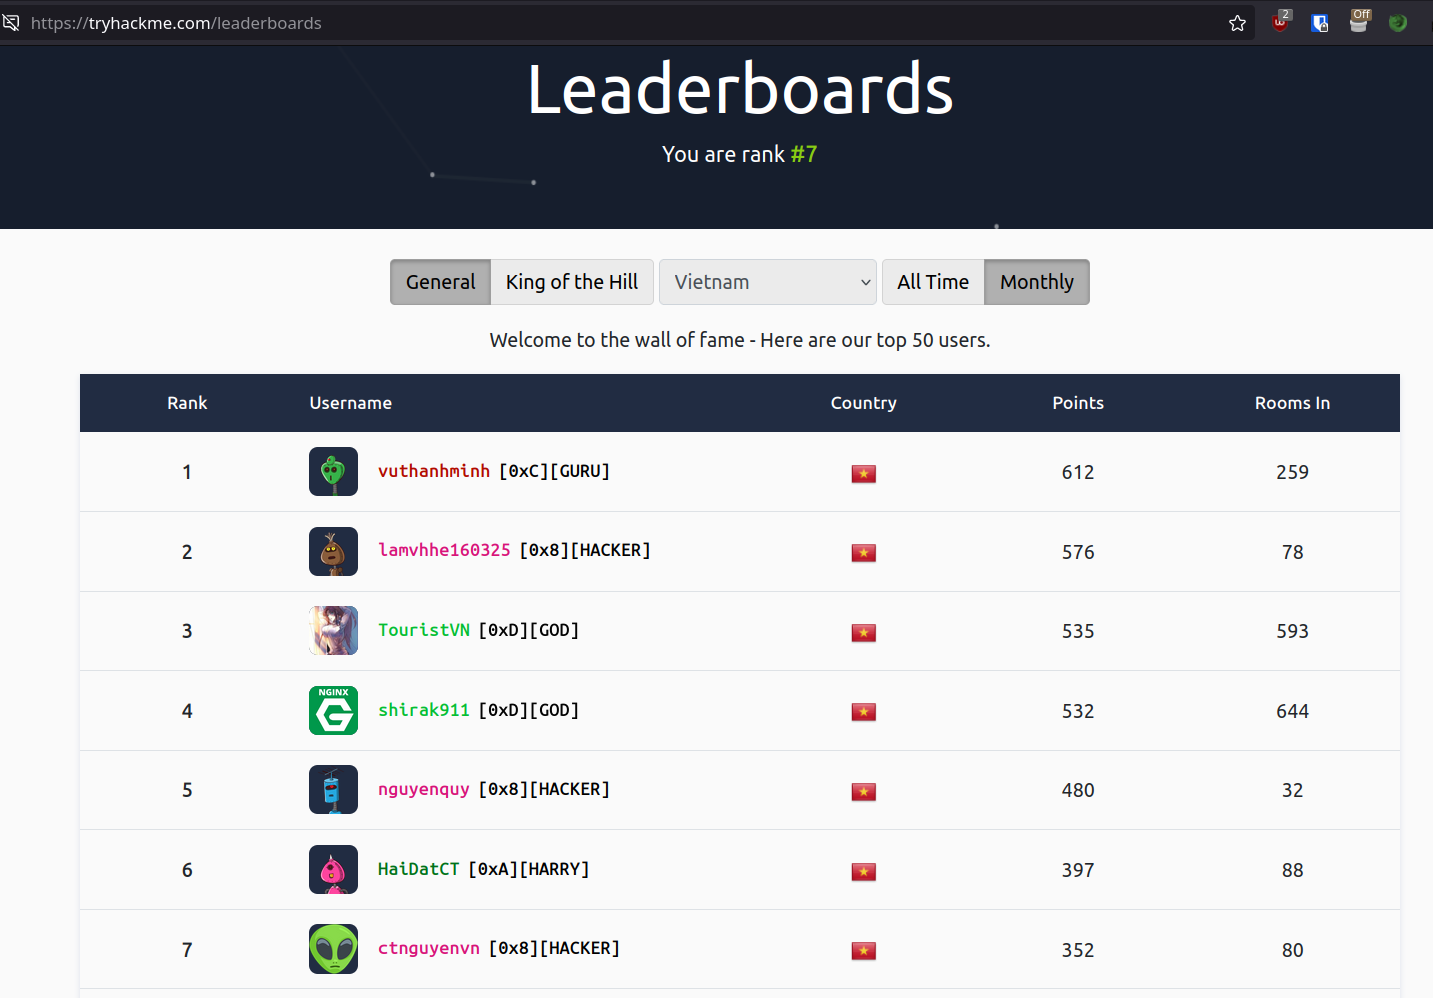 https://tryhackme.com/leaderboards
2
Off
Leaderboards
You are rank #7
General King of the Hill Vietnam All Time Monthly
Welcome to the wall of fame - Here are our top 50 users.
Rank Username Country Points Rooms In
1 vuthanhminh [0xC][GURU] 612 259
2 lamvhhe160325 [0x8][HACKER] 576 78
3 TouristVN [0xD][GOD] 535 593
NGINX
4 shirak911 [0xD][GOD] 532 644
5 nguyenquy [0x8][HACKER] 480 32
6 HaiDatCT [0xA][HARRY] 397 88
7 ctnguyenvn [0x8][HACKER] 352 80